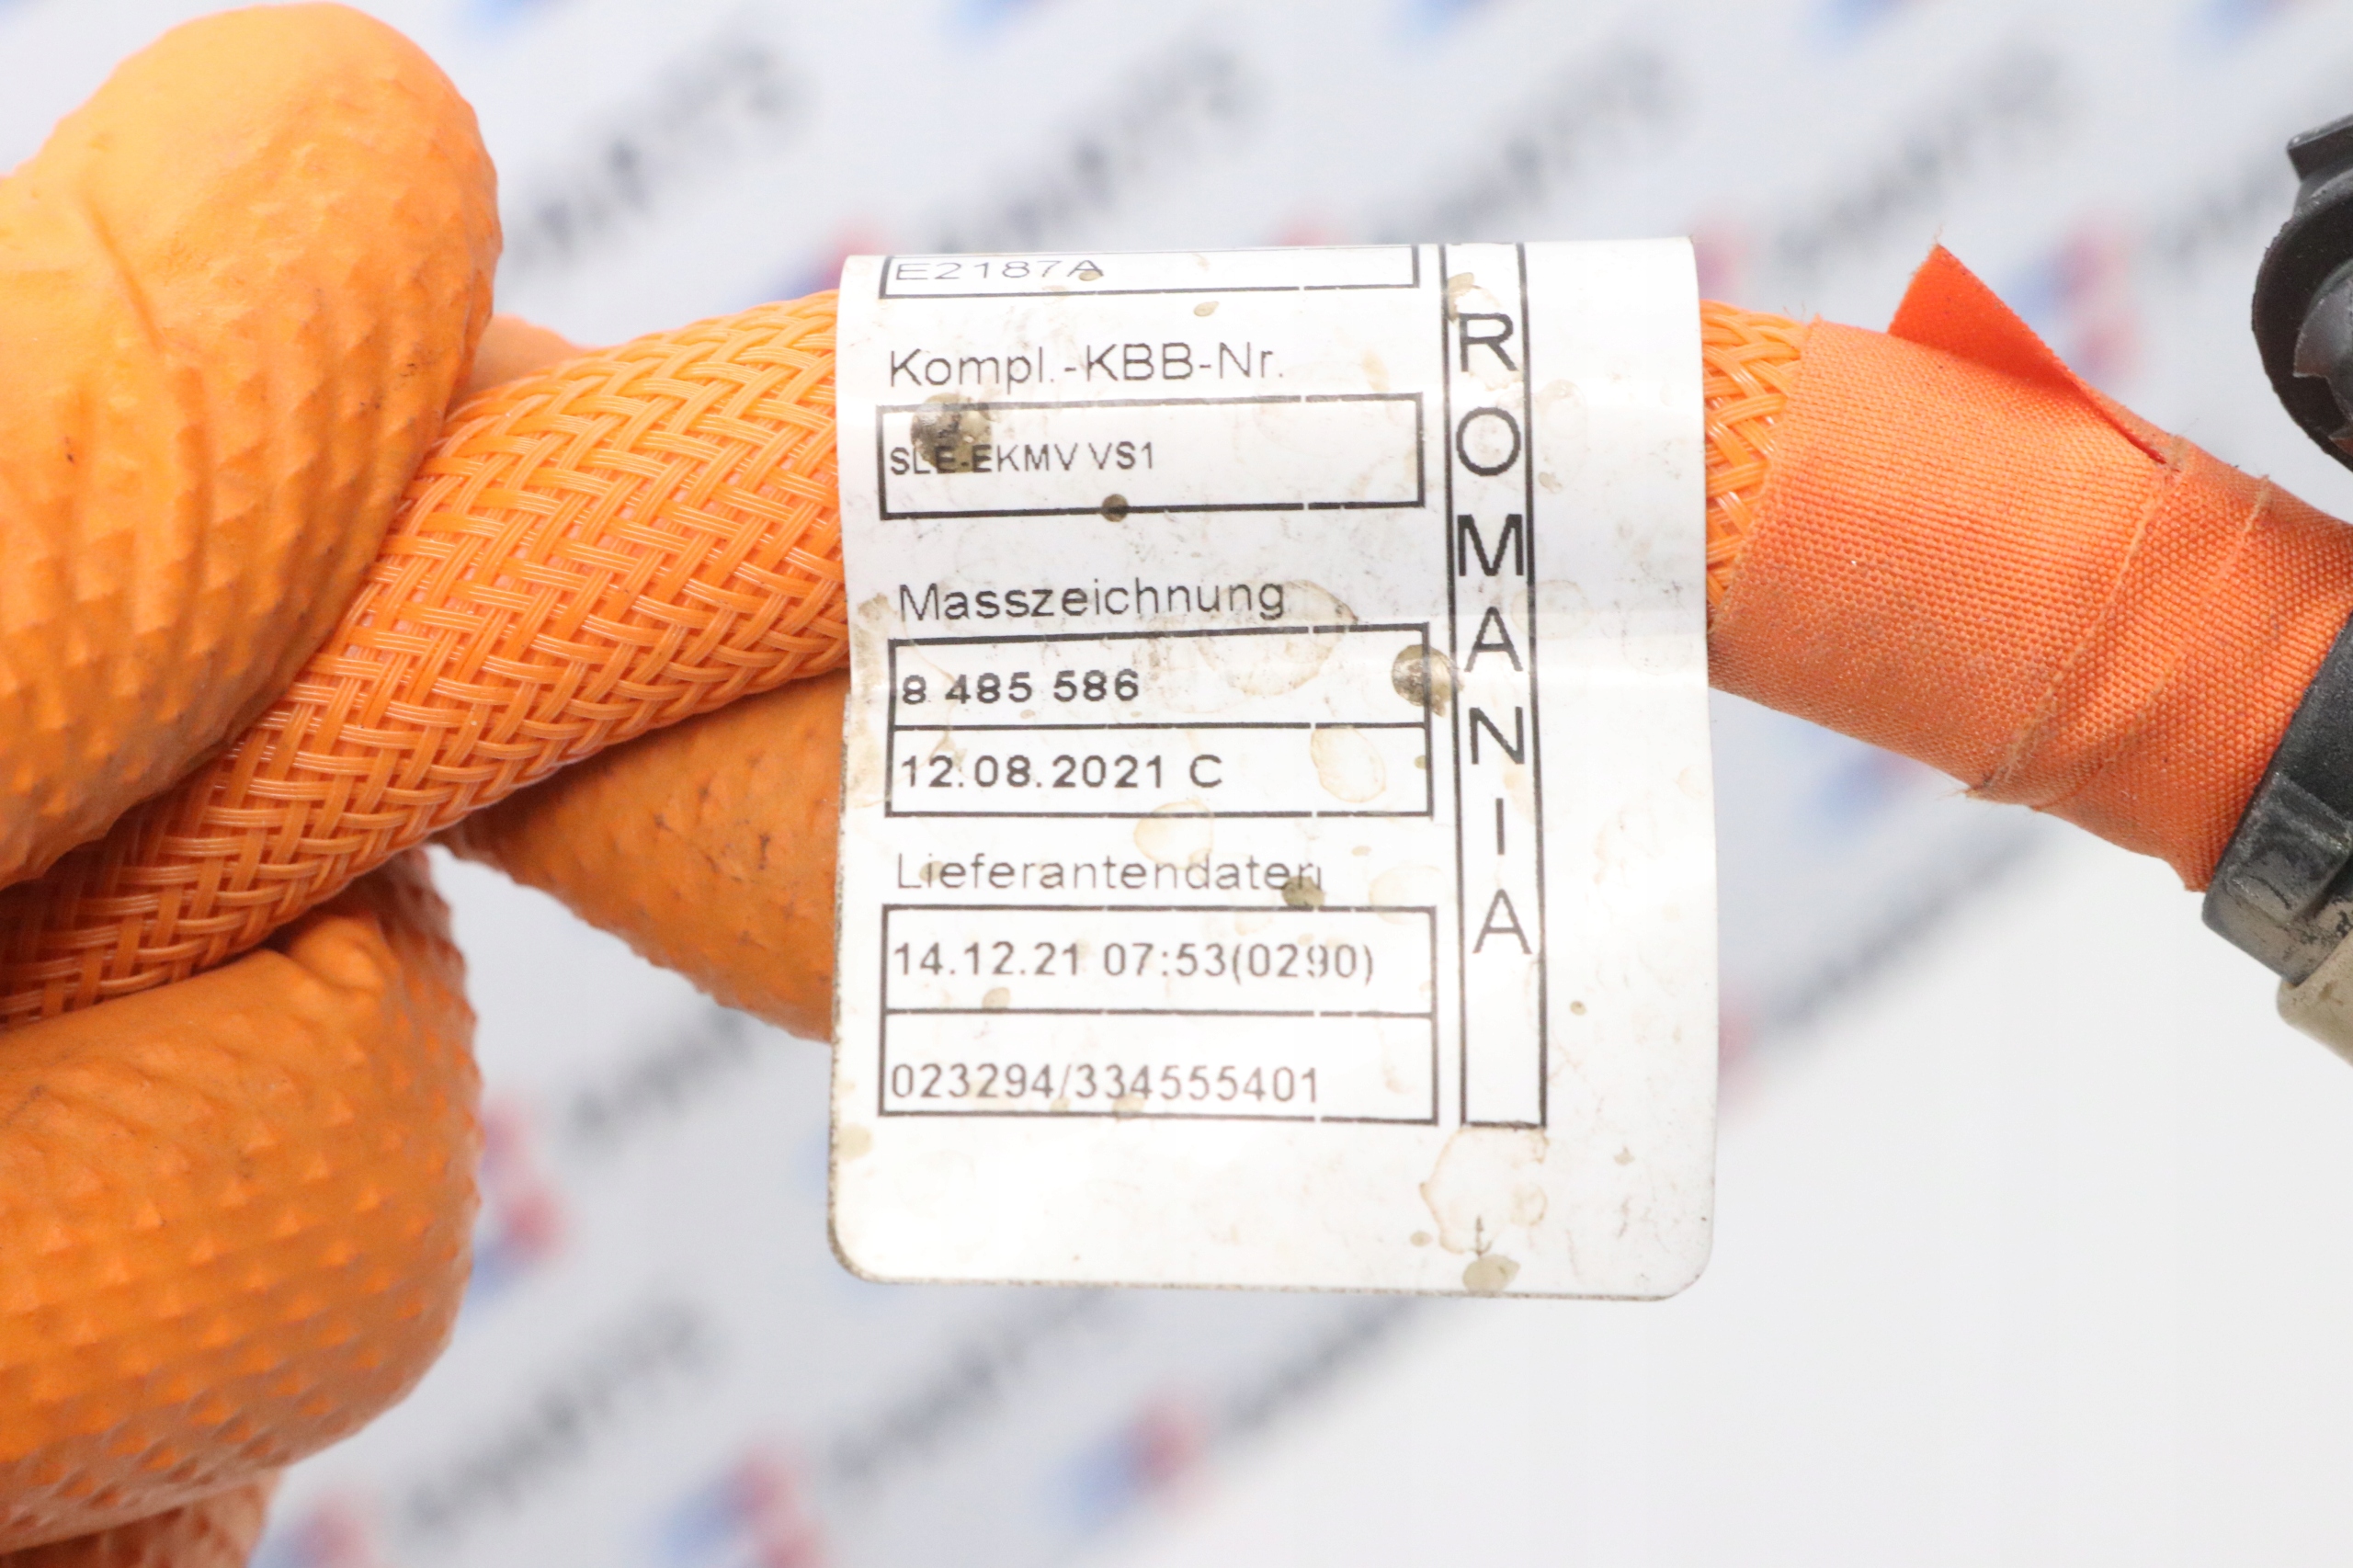 E2187A
Kompl.-KBB-Nr.
SLE-EKMV VS1
Masszeichnung
8 485 586
12.08.2021 C
Lieferantendaten
14.12.21 07:53(0290)
023294/334555401
ROMANIA